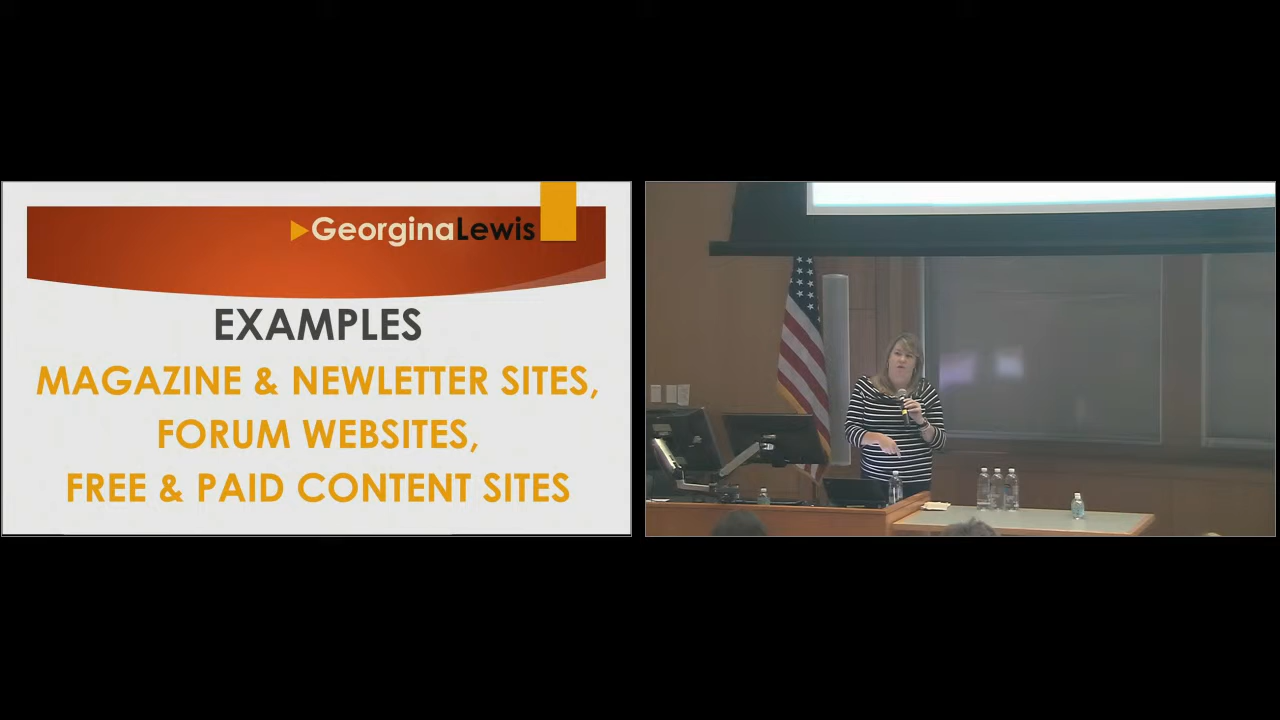 GeorginaLewis
EXAMPLES
MAGAZINE & NEWLETTER SITES,
FORUM WEBSITES,
FREE & PAID CONTENT SITES